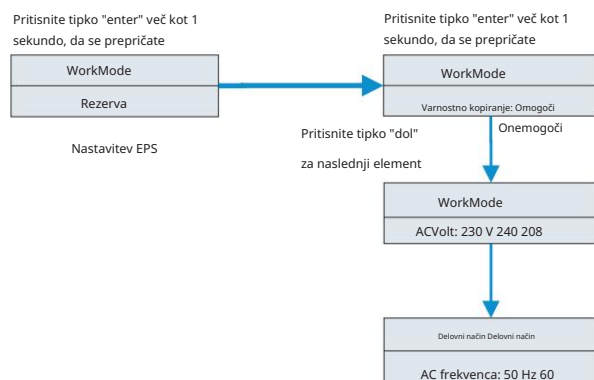 Pritisnite tipko "enter" več kot 1
sekundo, da se prepričate
WorkMode
Rezerva
Nastavitev EPS
Pritisnite tipko "enter" več kot 1
sekundo, da se prepričate
WorkMode
Varnostno kopiranje: Omogoči
Onemogoči
Pritisnite tipko "dol"
za naslednji element
WorkMode
ACVolt: 230 V 240 208
Delovni način Delovni način
AC frekvenca: 50 Hz 60